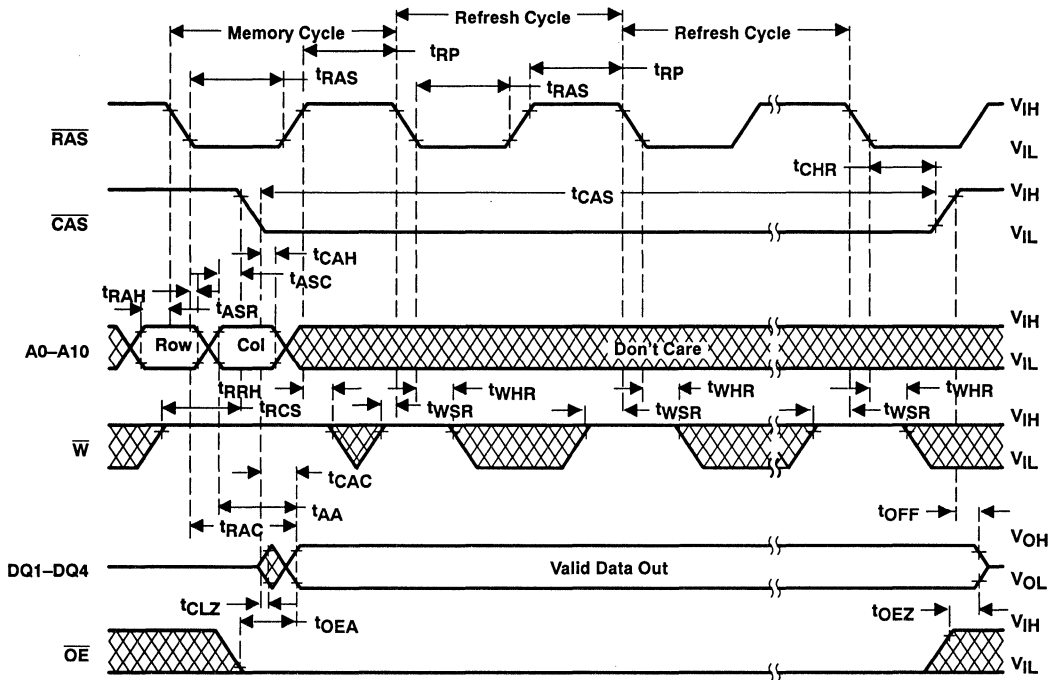 Refresh Cycle
Memory Cycle
Refresh Cycle
tRP
tRP
tRAS
tRAS
VIH
RAS
VIL
tCHR
tCAS
VIH
CAS
VIL
tCAH
tASC
tRAH
tASR
VIH
A0–A10
Row
Col
Don't Care
VIL
tRRH
tWHR
tWHR
tWHR
tRCS
tWSR
tWSR
tWSR
VIH
W
VIL
tCAC
tAA
tOFF
tRAC
VOH
DQ1–DQ4
Valid Data Out
VOL
tCLZ
tOEA
tOEZ
VIH
OE
VIL